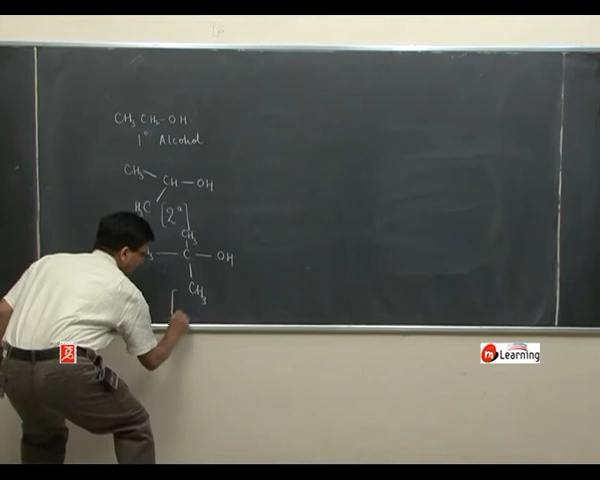 CH3 CH2-OH
1° Alcohol
CH3
CH-OH
H3C
[2°]
CH3
C-OH
CH3
m Learning